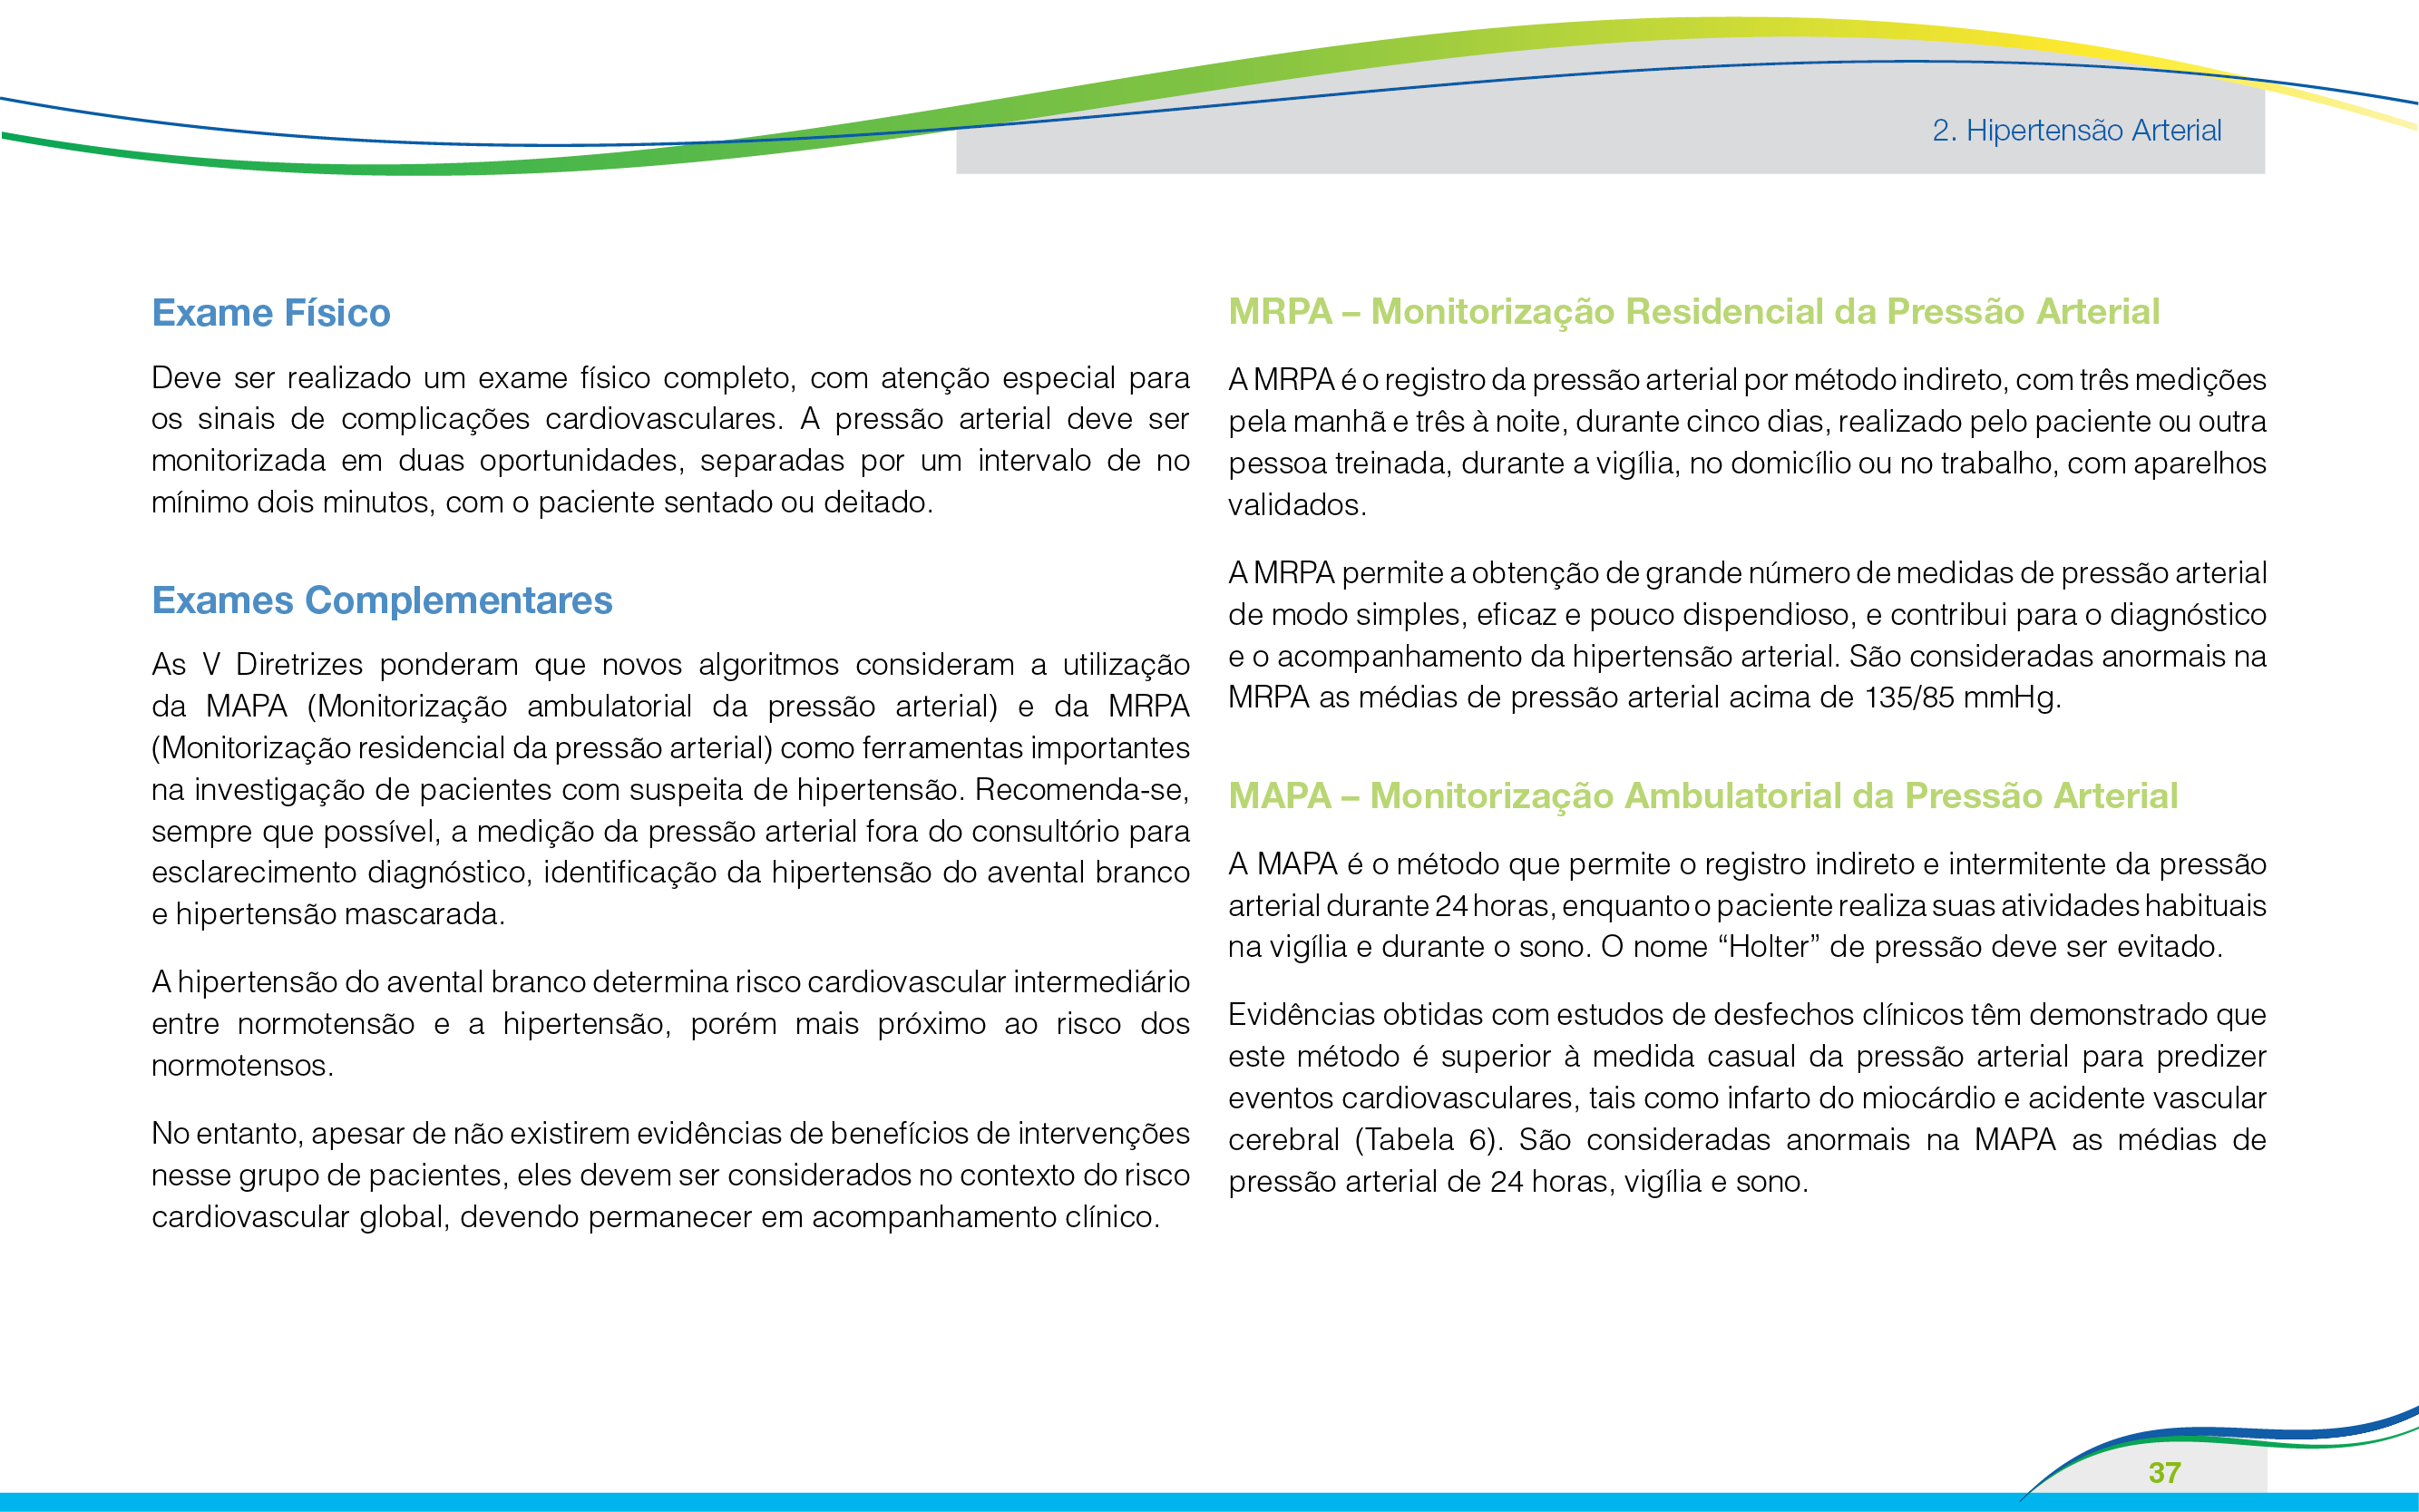 2. Hipertensão Arterial
Exame Físico
Deve ser realizado um exame físico completo, com atenção especial para
os sinais de complicações cardiovasculares. A pressão arterial deve ser
monitorizada em duas oportunidades, separadas por um intervalo de no
mínimo dois minutos, com o paciente sentado ou deitado.
Exames Complementares
As V Diretrizes ponderam que novos algoritmos consideram a utilização
da MAPA (Monitorização ambulatorial da pressão arterial) e da MRPA
(Monitorização residencial da pressão arterial) como ferramentas importantes
na investigação de pacientes com suspeita de hipertensão. Recomenda-se,
sempre que possível, a medição da pressão arterial fora do consultório para
esclarecimento diagnóstico, identificação da hipertensão do avental branco
e hipertensão mascarada.
A hipertensão do avental branco determina risco cardiovascular intermediário
entre normotensão e a hipertensão, porém mais próximo ao risco dos
normotensos.
No entanto, apesar de não existirem evidências de benefícios de intervenções
nesse grupo de pacientes, eles devem ser considerados no contexto do risco
cardiovascular global, devendo permanecer em acompanhamento clínico.
MRPA – Monitorização Residencial da Pressão Arterial
A MRPA é o registro da pressão arterial por método indireto, com três medições
pela manhã e três à noite, durante cinco dias, realizado pelo paciente ou outra
pessoa treinada, durante a vigília, no domicílio ou no trabalho, com aparelhos
validados.
A MRPA permite a obtenção de grande número de medidas de pressão arterial
de modo simples, eficaz e pouco dispendioso, e contribui para o diagnóstico
e o acompanhamento da hipertensão arterial. São consideradas anormais na
MRPA as médias de pressão arterial acima de 135/85 mmHg.
MAPA – Monitorização Ambulatorial da Pressão Arterial
A MAPA é o método que permite o registro indireto e intermitente da pressão
arterial durante 24 horas, enquanto o paciente realiza suas atividades habituais
na vigília e durante o sono. O nome “Holter” de pressão deve ser evitado.
Evidências obtidas com estudos de desfechos clínicos têm demonstrado que
este método é superior à medida casual da pressão arterial para predizer
eventos cardiovasculares, tais como infarto do miocárdio e acidente vascular
cerebral (Tabela 6). São consideradas anormais na MAPA as médias de
pressão arterial de 24 horas, vigília e sono.
37